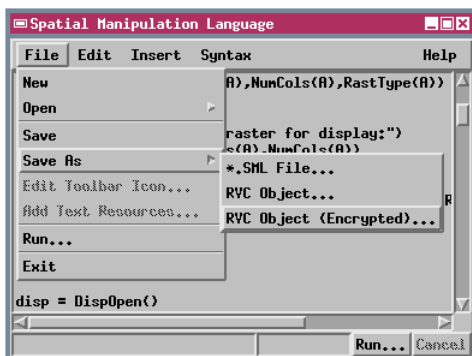 Spatial Manipulation Language
File Edit Insert Syntax Help
New
A),NumCols(A),RastType(A))
Open
Save
raster for display:")
s(A),NumCols(A))
Save As
*.SML File...
Edit Toolbar Icon...
RVC Object...
R
Add Text Resources...
RVC Object (Encrypted)...
Run...
Exit
disp = DispOpen()
Run... Cancel